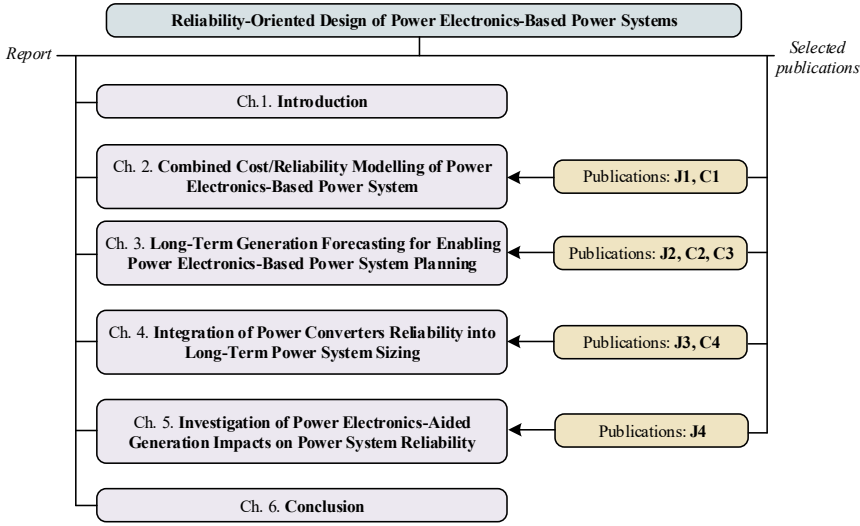 Reliability-Oriented Design of Power Electronics-Based Power Systems
Report
Selected
publications
Ch.1. Introduction
Ch. 2. Combined Cost/Reliability Modelling of Power
Electronics-Based Power System
Publications: J1, C1
Ch. 3. Long-Term Generation Forecasting for Enabling
Power Electronics-Based Power System Planning
Publications: J2, C2, C3
Ch. 4. Integration of Power Converters Reliability into
Long-Term Power System Sizing
Publications: J3, C4
Ch. 5. Investigation of Power Electronics-Aided
Generation Impacts on Power System Reliability
Publications: J4
Ch. 6. Conclusion